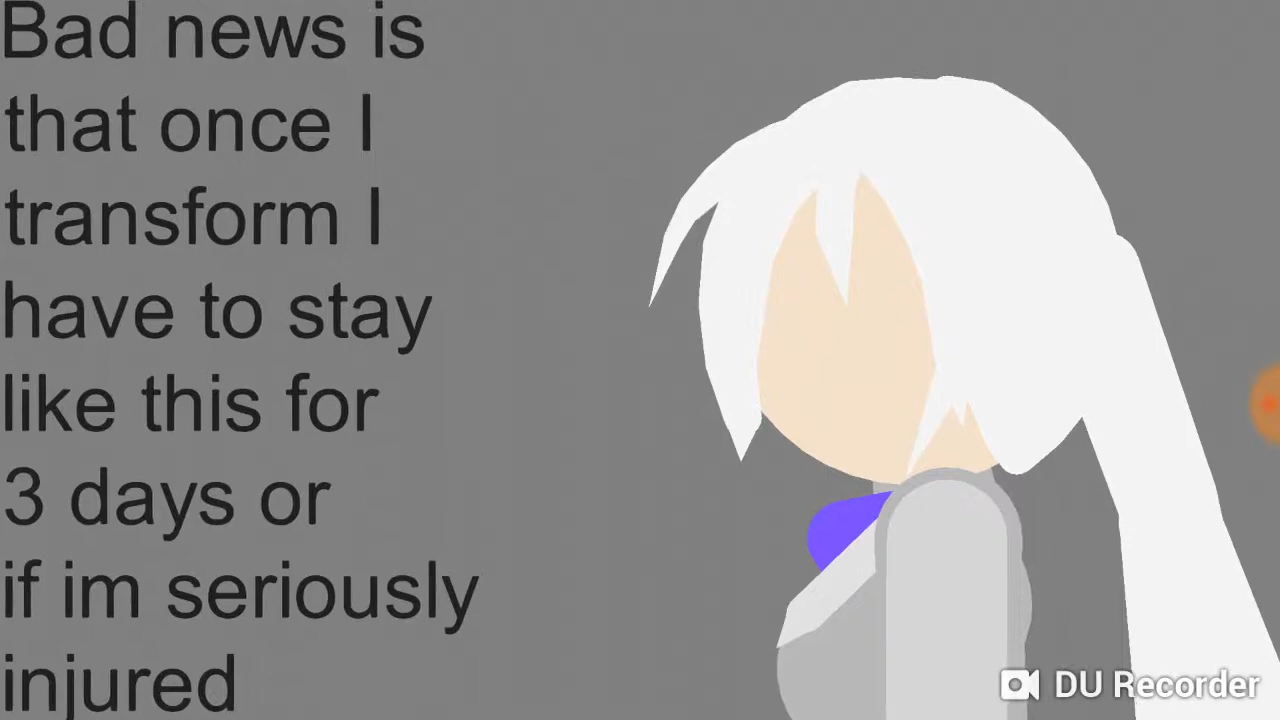 Bad news is
that once I
transform I
have to stay
like this for
3 days or
if im seriously
injured
DU Recorder